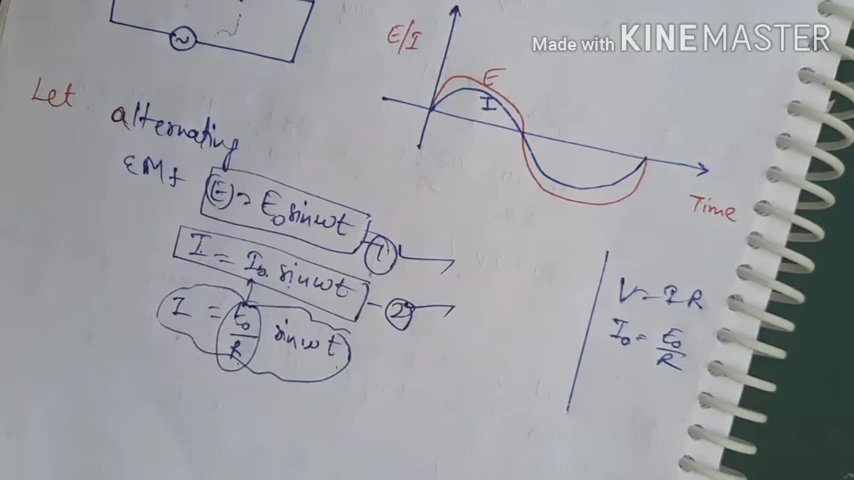 Made with KINEMASTER
E/I
E
I
Time
~
Let alternating
EMf
E = E₀ sinωt - 1
I = I₀ sinωt - 2
I = E₀/R sinωt
V = IR
I₀ = E₀/R